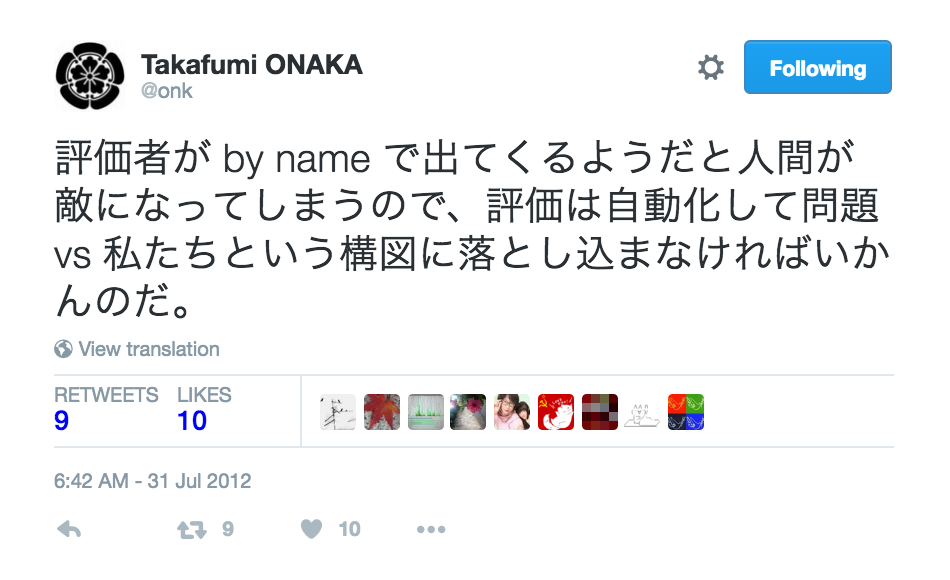 Takafumi ONAKA
@onk
Following
評価者が by name で出てくるようだと人間が
敵になってしまうので、評価は自動化して問題
vs 私たちという構図に落とし込まなければいか
んのだ。
View translation
RETWEETS LIKES
9 10
6:42 AM - 31 Jul 2012
9 10